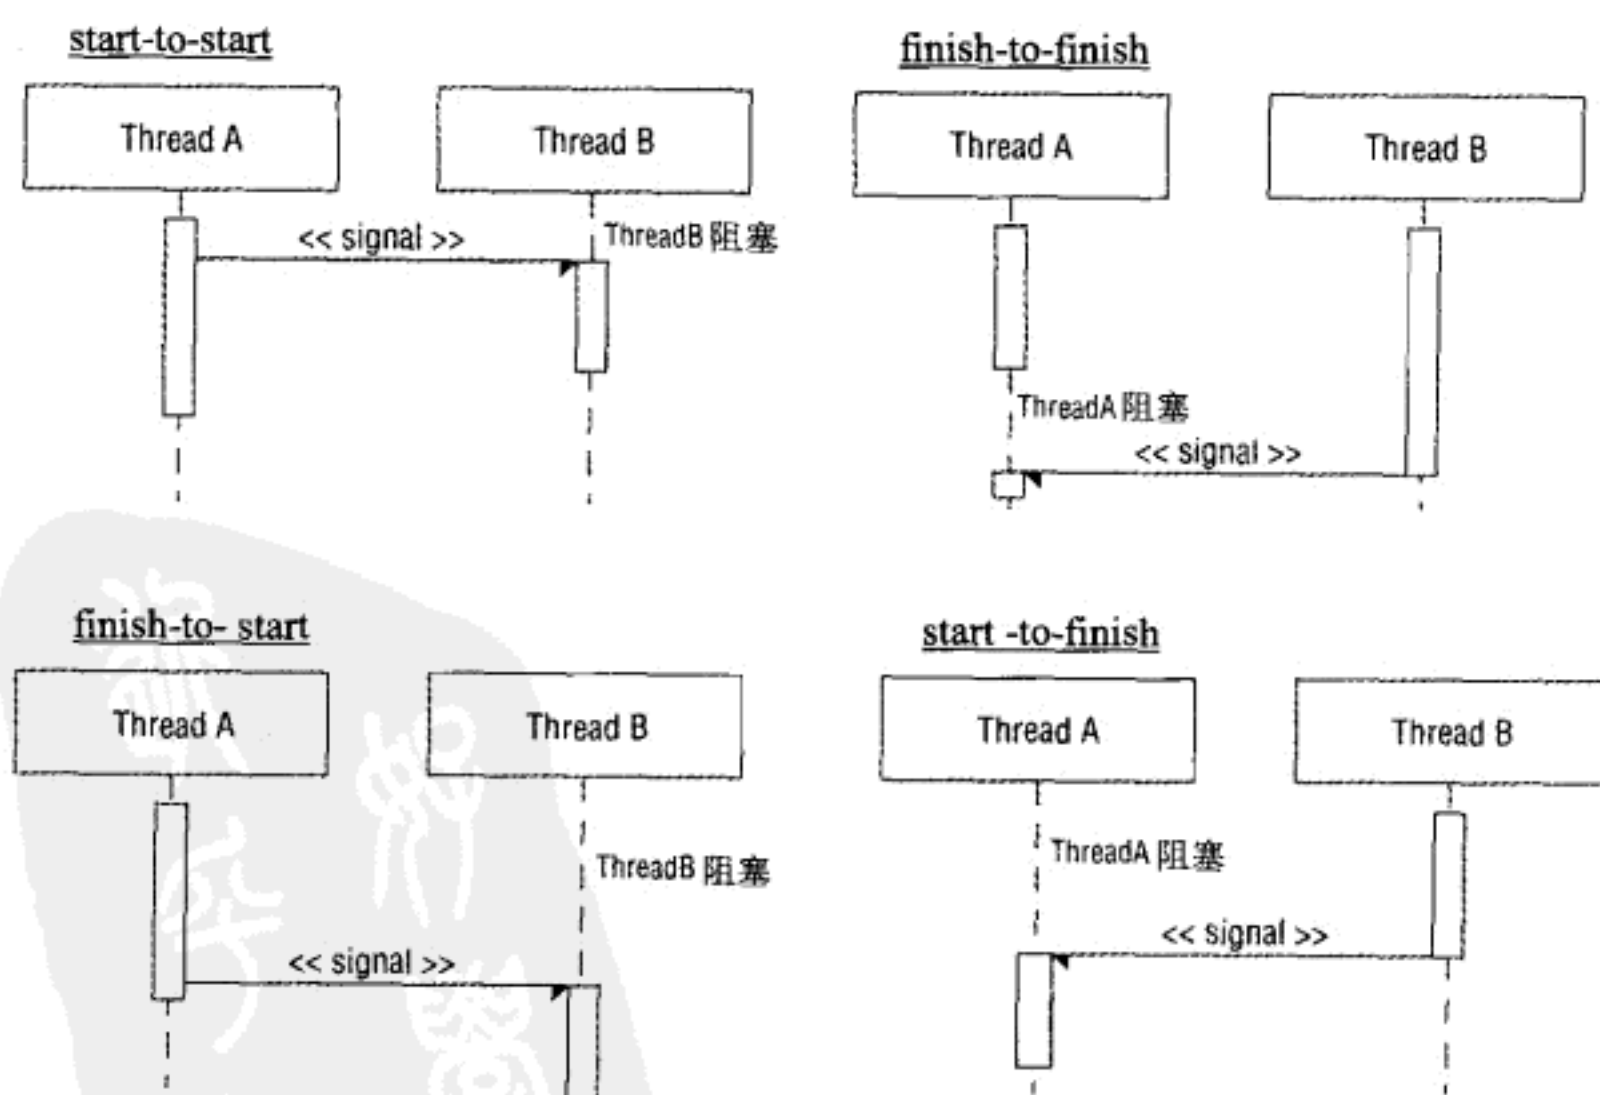 start-to-start
Thread A
Thread B
<< signal >>
ThreadB 阻塞
finish-to-finish
Thread A
Thread B
ThreadA 阻塞
<< signal >>
finish-to- start
Thread A
Thread B
ThreadB 阻塞
<< signal >>
start -to-finish
Thread A
Thread B
ThreadA 阻塞
<< signal >>